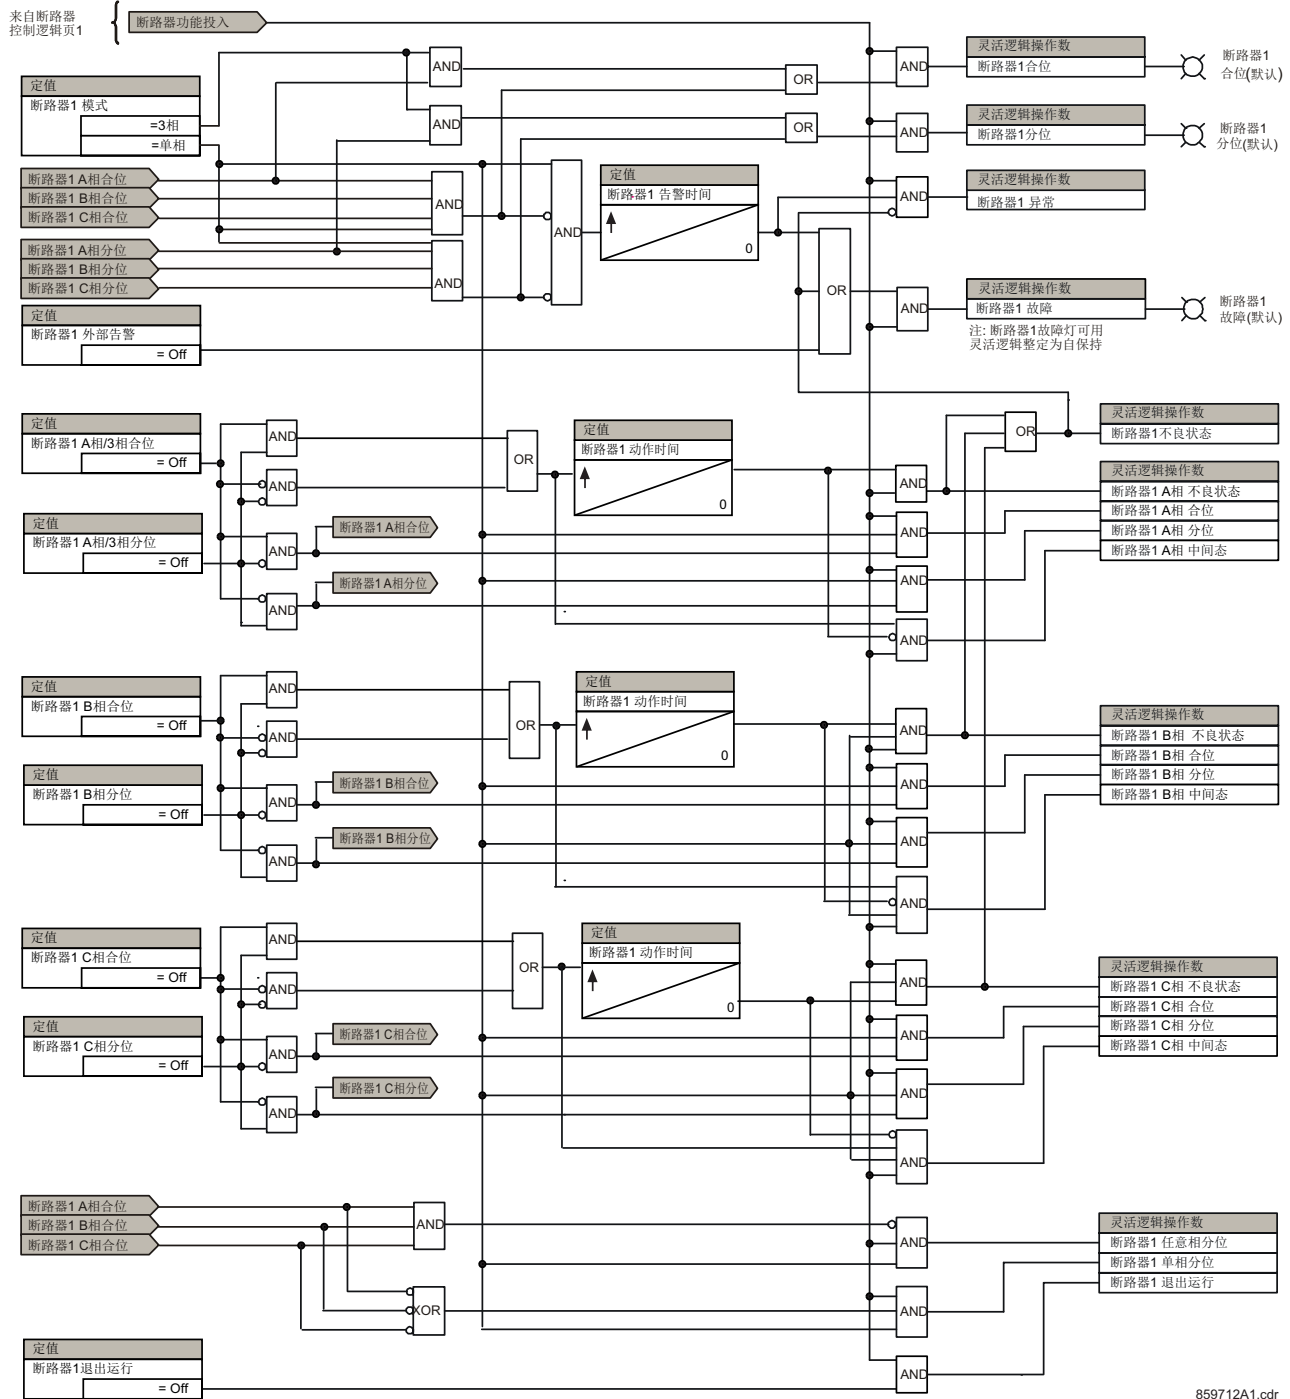 来自断路器
控制逻辑页1
断路器功能投入
定值
断路器1 模式
=3相
=单相
断路器1 A相合位
断路器1 B相合位
断路器1 C相合位
断路器1 A相分位
断路器1 B相分位
断路器1 C相分位
定值
断路器1 外部告警
= Off
AND
AND
AND
AND
AND
OR
OR
定值
断路器1 告警时间
0
OR
AND
AND
AND
AND
灵活逻辑操作数
断路器1合位
断路器1
合位(默认)
灵活逻辑操作数
断路器1分位
断路器1
分位(默认)
灵活逻辑操作数
断路器1 异常
灵活逻辑操作数
断路器1 故障
断路器1
故障(默认)
注: 断路器1故障灯可用
灵活逻辑整定为自保持
定值
断路器1 A相/3相合位
= Off
定值
断路器1 A相/3相分位
= Off
AND
AND
AND
AND
OR
定值
断路器1 动作时间
0
断路器1 A相合位
断路器1 A相分位
AND
AND
AND
AND
OR
灵活逻辑操作数
断路器1不良状态
灵活逻辑操作数
断路器1 A相 不良状态
断路器1 A相 合位
断路器1 A相 分位
断路器1 A相 中间态
定值
断路器1 B相合位
= Off
定值
断路器1 B相分位
= Off
AND
AND
AND
AND
OR
定值
断路器1 动作时间
0
断路器1 B相合位
断路器1 B相分位
AND
AND
AND
AND
灵活逻辑操作数
断路器1 B相 不良状态
断路器1 B相 合位
断路器1 B相 分位
断路器1 B相 中间态
定值
断路器1 C相合位
= Off
定值
断路器1 C相分位
= Off
AND
AND
AND
AND
OR
定值
断路器1 动作时间
0
断路器1 C相合位
断路器1 C相分位
AND
AND
AND
AND
灵活逻辑操作数
断路器1 C相 不良状态
断路器1 C相 合位
断路器1 C相 分位
断路器1 C相 中间态
断路器1 A相合位
断路器1 B相合位
断路器1 C相合位
AND
XOR
AND
AND
AND
灵活逻辑操作数
断路器1 任意相分位
断路器1 单相分位
断路器1 退出运行
定值
断路器1退出运行
= Off
859712A1.cdr